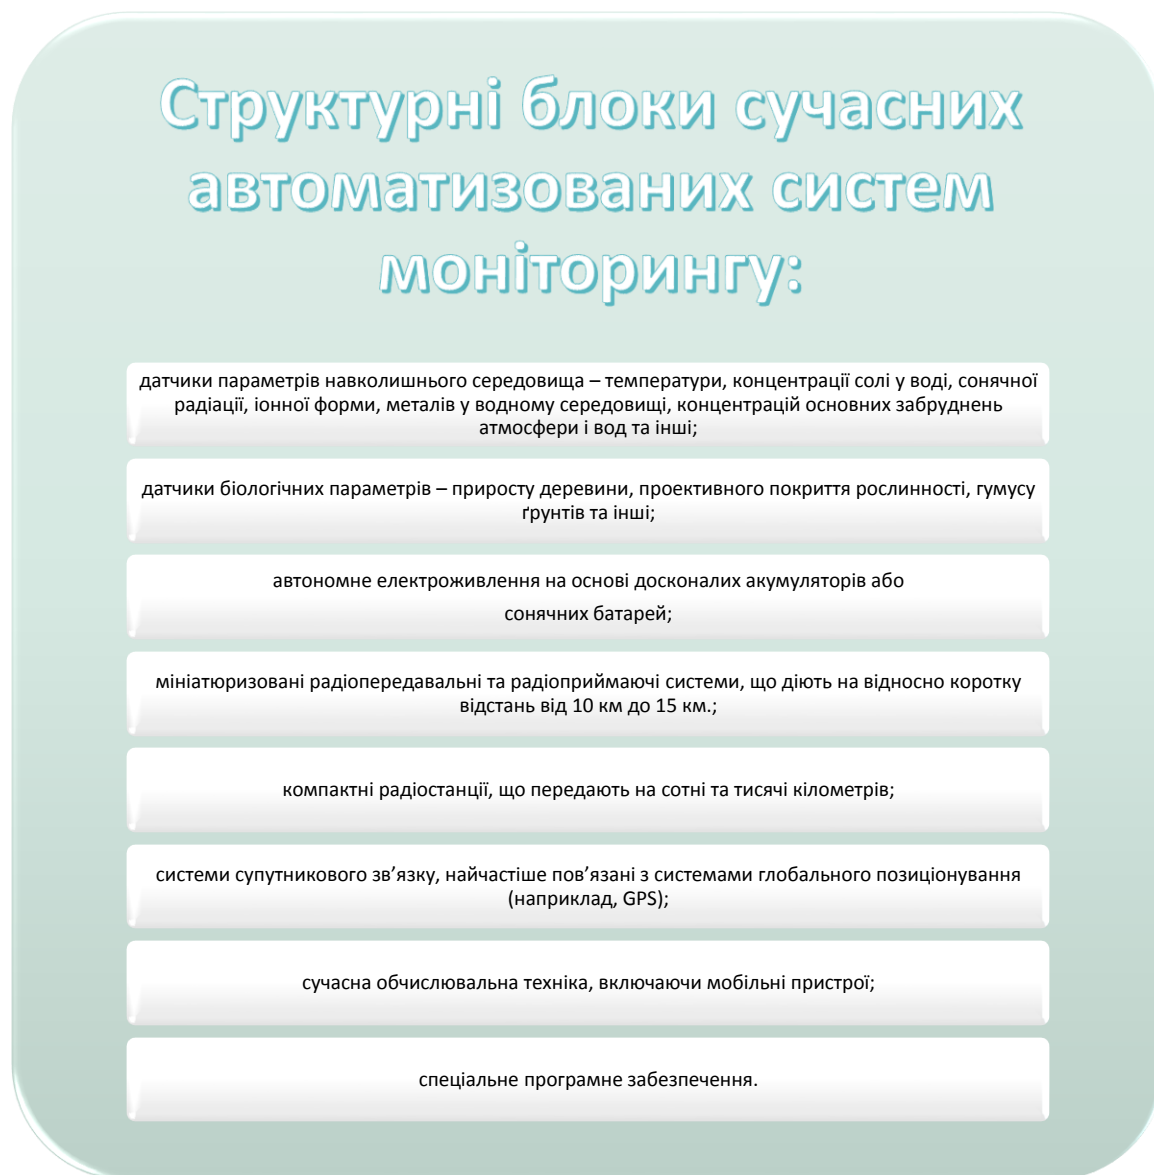 Структурні блоки сучасних
автоматизованих систем
моніторингу:
датчики параметрів навколишнього середовища – температури, концентрації солі у воді, сонячної
радіації, іонної форми, металів у водному середовищі, концентрацій основних забруднень
атмосфери і вод та інші;
датчики біологічних параметрів – приросту деревини, проективного покриття рослинності, гумусу
ґрунтів та інші;
автономне електроживлення на основі досконалих акумуляторів або
сонячних батарей;
мініатюризовані радіопередавальні та радіоприймаючі системи, що діють на відносно коротку
відстань від 10 км до 15 км.;
компактні радіостанції, що передають на сотні та тисячі кілометрів;
системи супутникового зв’язку, найчастіше пов’язані з системами глобального позиціонування
(наприклад, GPS);
сучасна обчислювальна техніка, включаючи мобільні пристрої;
спеціальне програмне забезпечення.